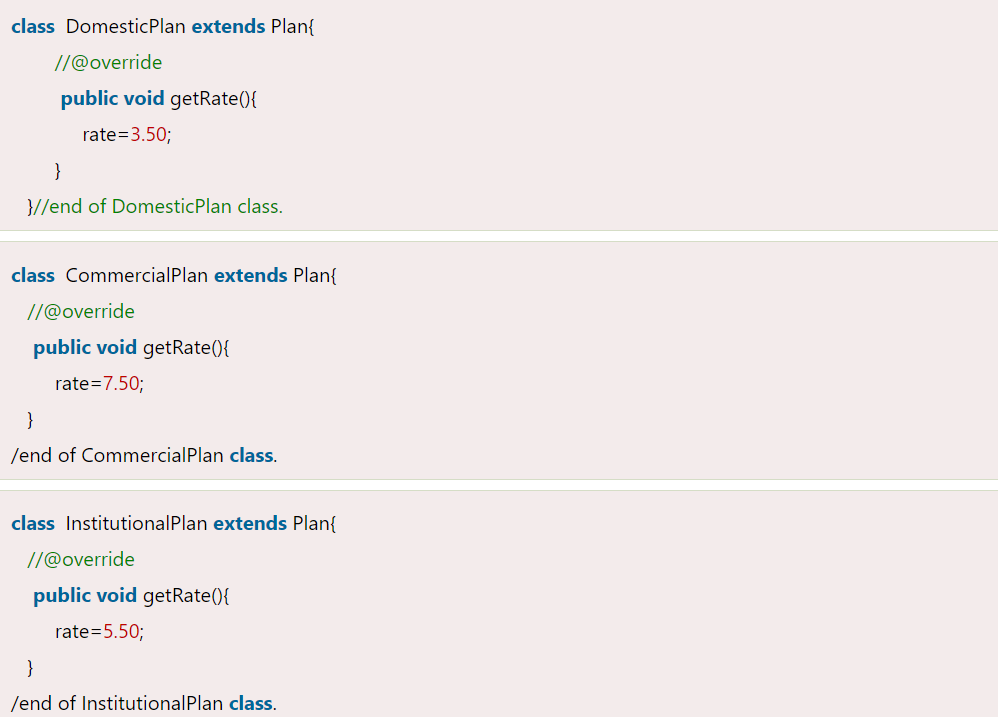 class  DomesticPlan extends Plan{
//@override
public void getRate(){
rate=3.50;
}
}//end of DomesticPlan class.
class  CommercialPlan extends Plan{
//@override
public void getRate(){
rate=7.50;
}
/end of CommercialPlan class.
class  InstitutionalPlan extends Plan{
//@override
public void getRate(){
rate=5.50;
}
/end of InstitutionalPlan class.